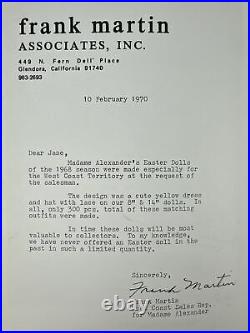 frank martin
ASSOCIATES, INC.
449 N. Fern Dell Place
Glendora, California 91740
963-2693
10 February 1970
Dear Jase,
Madame Alexander's Easter Dolls
of the 1968 season were made especially for
the West Coast Territory at the request of
the salesman.
The design was a cute yellow dress
and hat with lace on our 8" & 14" dolls. In
all, only 300 pcs. total of these matching
outfits were made.
In time these dolls will be most
valuable to collectors. To my knowledge,
we have never offered an Easter doll in the
past in such a limited quantity.
Sincerely,
Frank Martin
Frank Martin
West Coast Sales Rep.
for Madame Alexander